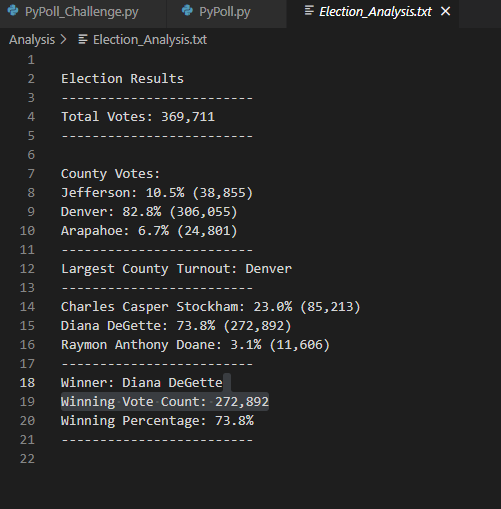 PyPoll_Challenge.py PyPoll.py Election_Analysis.txt ×
Analysis > Election_Analysis.txt
1
2 Election Results
3 -------------------------
4 Total Votes: 369,711
5 -------------------------
6
7 County Votes:
8 Jefferson: 10.5% (38,855)
9 Denver: 82.8% (306,055)
10 Arapahoe: 6.7% (24,801)
11 -------------------------
12 Largest County Turnout: Denver
13 -------------------------
14 Charles Casper Stockham: 23.0% (85,213)
15 Diana DeGette: 73.8% (272,892)
16 Raymon Anthony Doane: 3.1% (11,606)
17 -------------------------
18 Winner: Diana DeGette
19 Winning Vote Count: 272,892
20 Winning Percentage: 73.8%
21 -------------------------
22